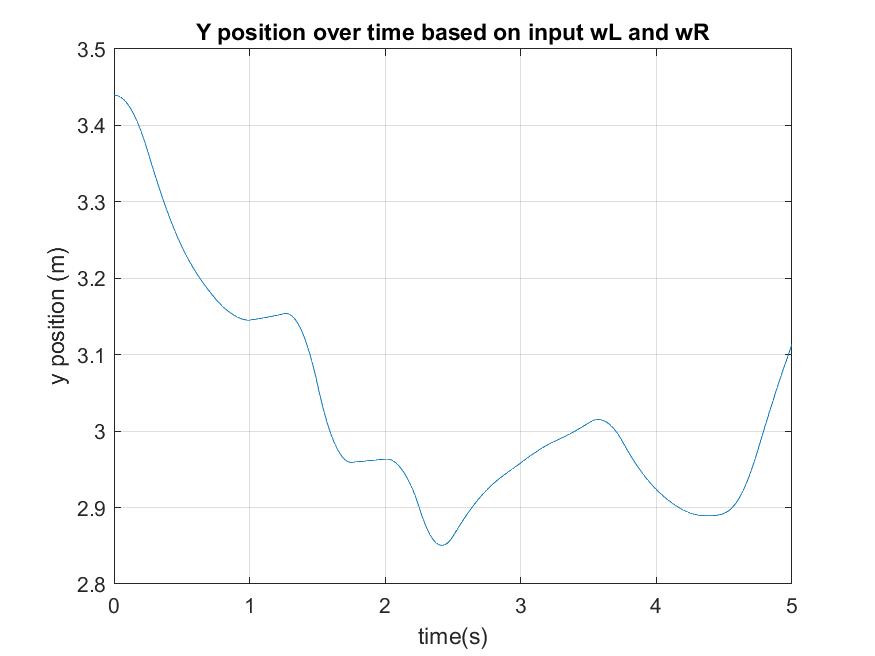 Y position over time based on input wL and wR
3.5
3.4
3.3
3.2
3.1
3
2.9
2.8
y position (m)
0 1 2 3 4 5
time(s)